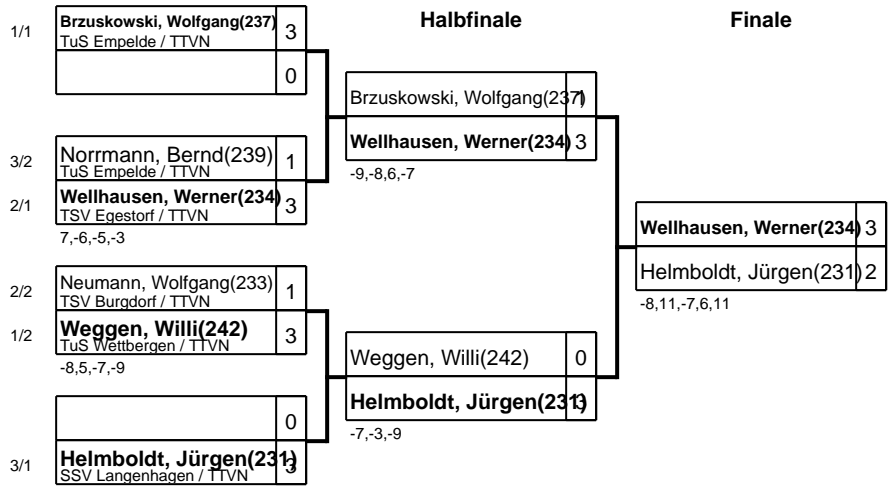 Halbfinale
Finale
1/1
Brzuskowski, Wolfgang(237) 3
TuS Empelde / TTVN
0
3/2
Norrmann, Bernd(239) 1
TuS Empelde / TTVN
2/1
Wellhausen, Werner(234) 3
TSV Egestorf / TTVN
7,-6,-5,-3
2/2
Neumann, Wolfgang(233) 1
TSV Burgdorf / TTVN
1/2
Weggen, Willi(242) 3
TuS Wettbergen / TTVN
-8,5,-7,-9
0
3/1
Helmboldt, Jürgen(231) 3
SSV Langenhagen / TTVN
Brzuskowski, Wolfgang(237) 1
Wellhausen, Werner(234) 3
-9,-8,6,-7
Weggen, Willi(242) 0
Helmboldt, Jürgen(231) 3
-7,-3,-9
Wellhausen, Werner(234) 3
Helmboldt, Jürgen(231) 2
-8,11,-7,6,11